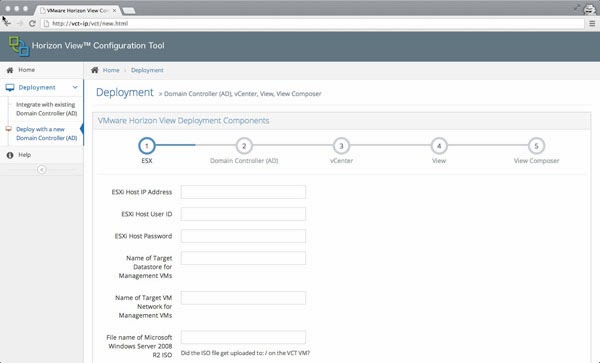 VMware Horizon View Con
http://vct-ip/vct/new.html
Horizon View™ Configuration Tool
Home
Deployment
Integrate with existing
Domain Controller (AD)
Deploy with a new
Domain Controller (AD)
Help
Home › Deployment
Deployment » Domain Controller (AD), vCenter, View, View Composer
VMware Horizon View Deployment Components
1 2 3 4 5
ESX Domain Controller (AD) vCenter View View Composer
ESXi Host IP Address
ESXi Host User ID
ESXi Host Password
Name of Target
Datastore for
Management VMs
Name of Target VM
Network for
Management VMs
File name of Microsoft
Windows Server 2008
R2 ISO
Did the ISO file get uploaded to: / on the VCT VM?